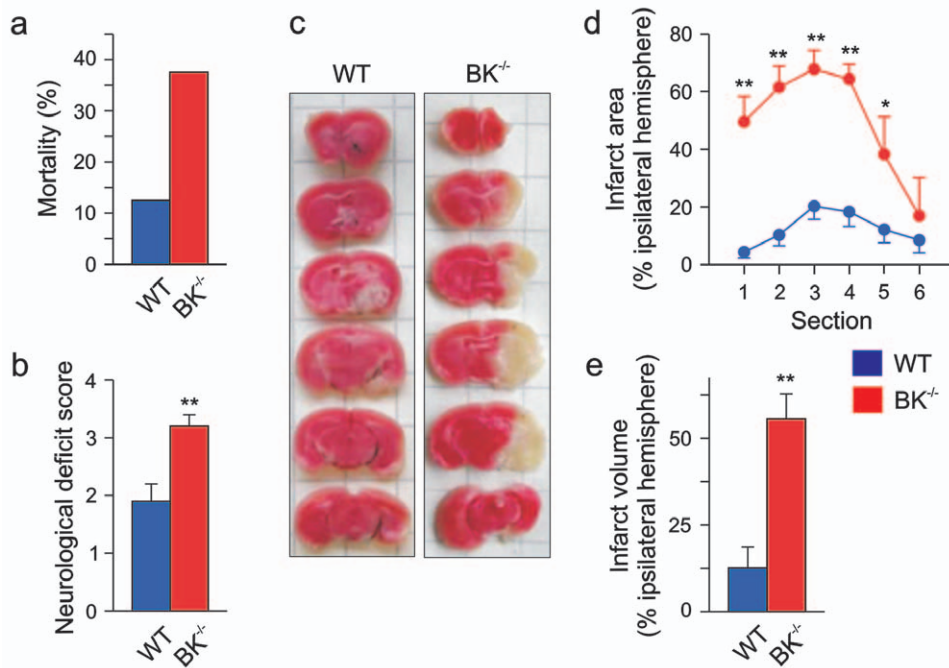 a
Mortality (%)
40
30
20
10
0
WT
BK-/-
b
Neurological deficit score
4
3
2
1
0
**
WT
BK-/-
c
WT
BK-/-
d
Infarct area
(% ipsilateral hemisphere)
80
60
40
20
0
** ** ** ** *
1 2 3 4 5 6
Section
WT
BK-/-
e
Infarct volume
(% ipsilateral hemisphere)
50
25
0
**
WT
BK-/-